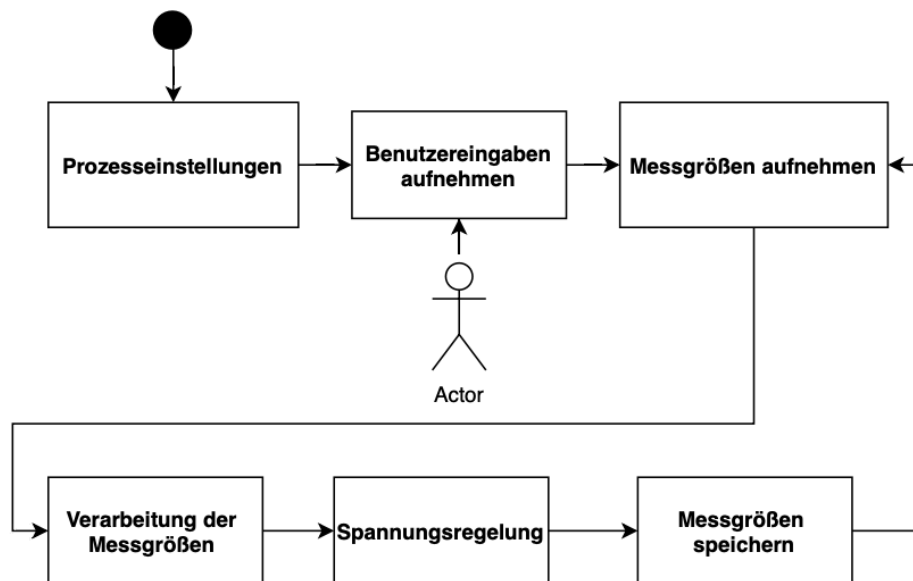 Prozesseinstellungen
Benutzereingaben
aufnehmen
Messgrößen aufnehmen
Actor
Verarbeitung der
Messgrößen
Spannungsregelung
Messgrößen
speichern